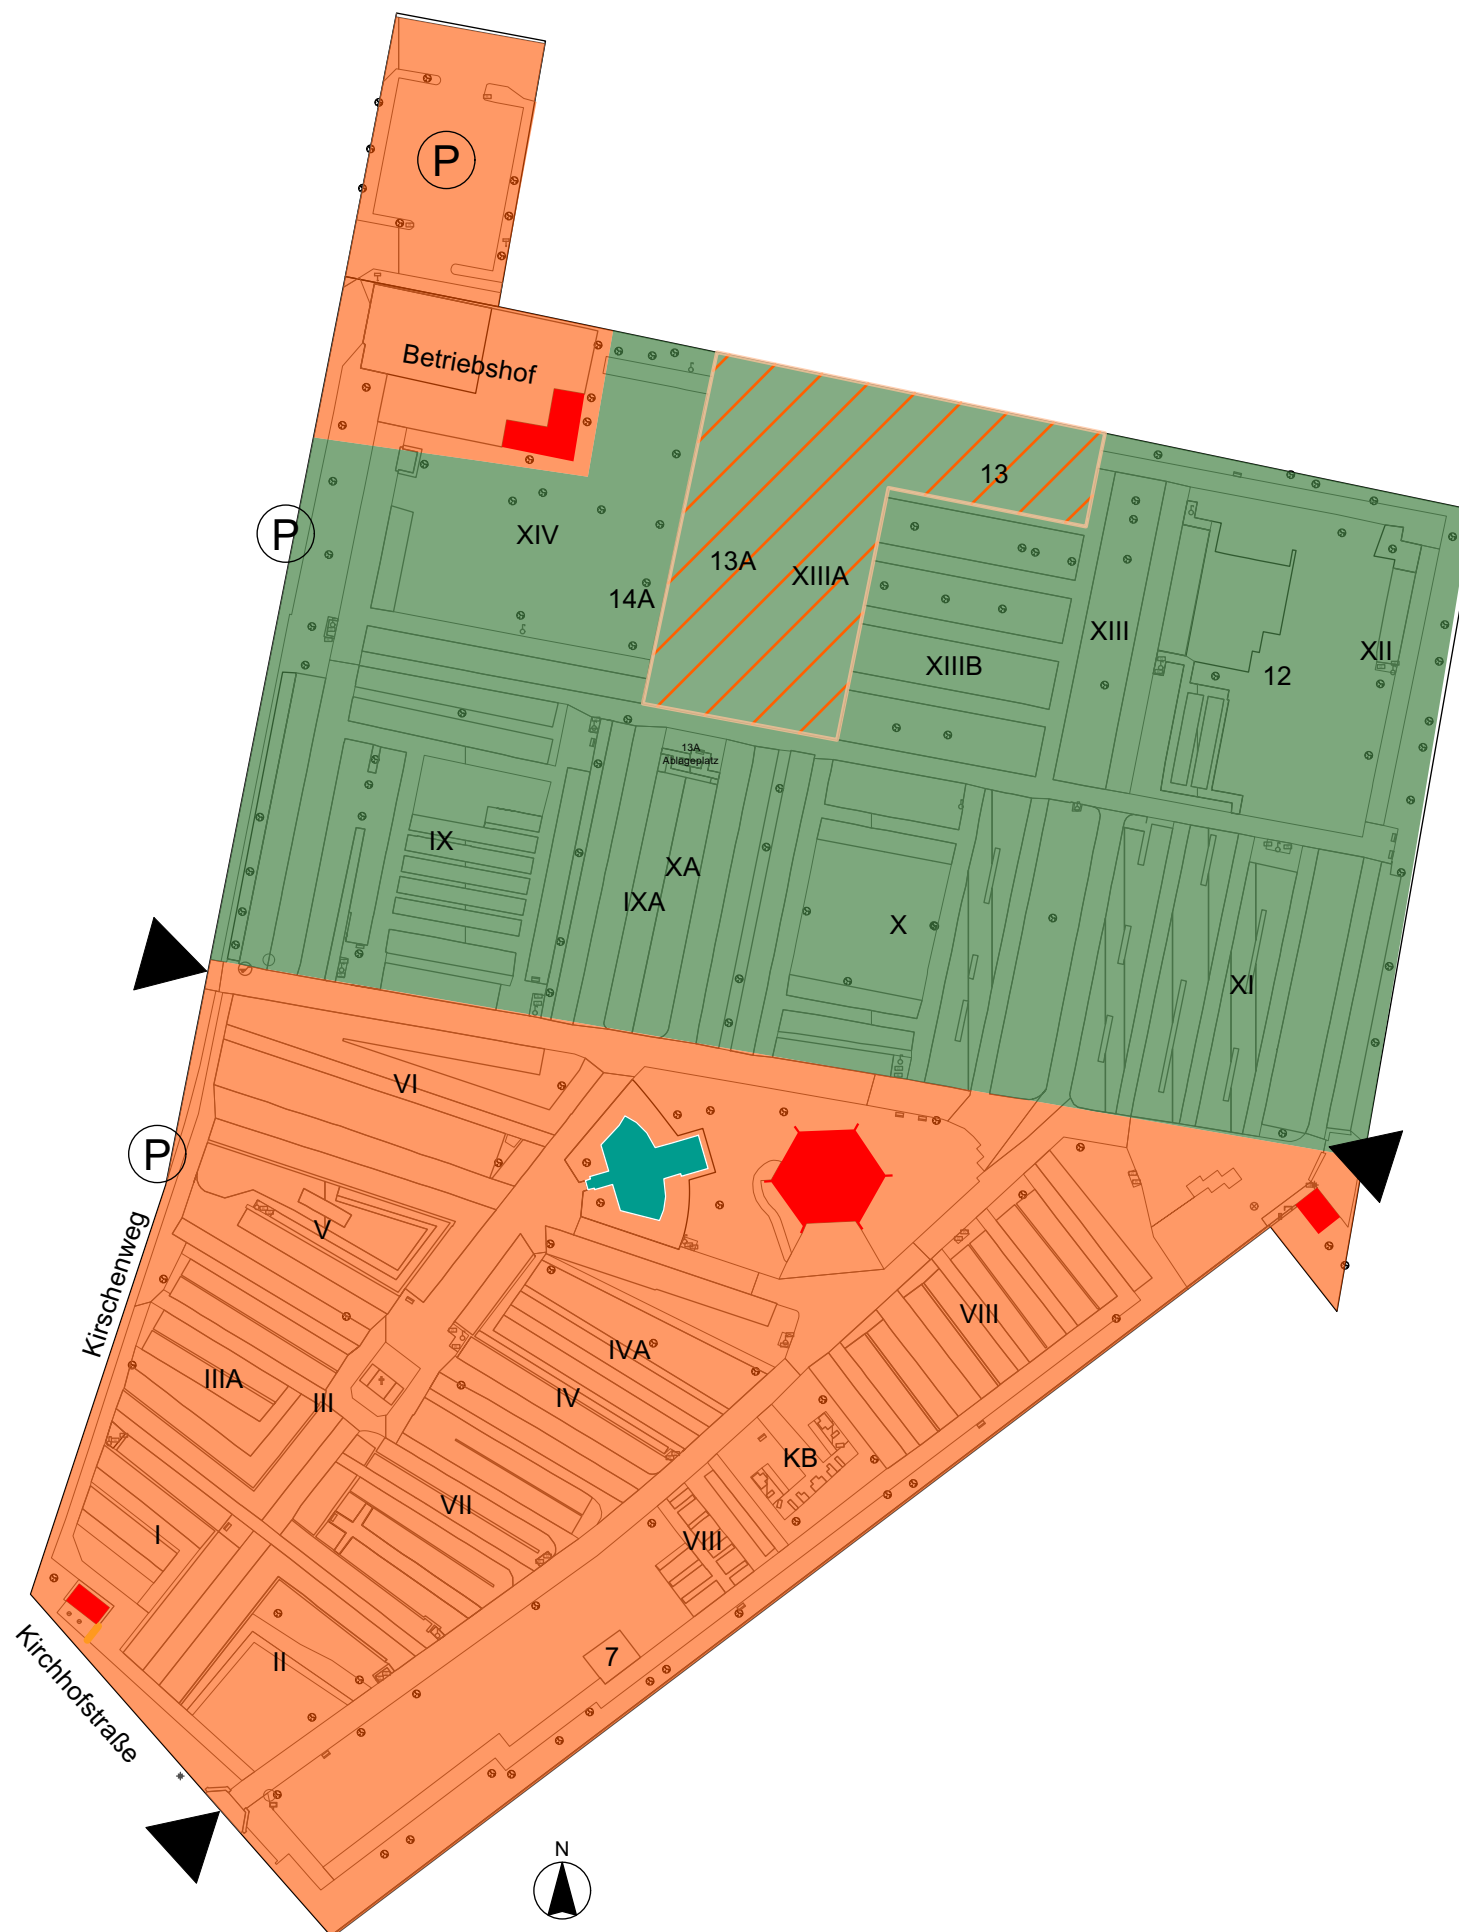 P
Betriebshof
13
P
XIV
13A
XIIIA
14A
XIII
XIIIB
XII
12
13A
Ablageplatz
IX
XA
IXA
X
XI
VI
P
Kirschenweg
V
VIII
IVA
IIIA
IV
III
KB
VII
I
VIII
Kirchhofstraße
II
7
N